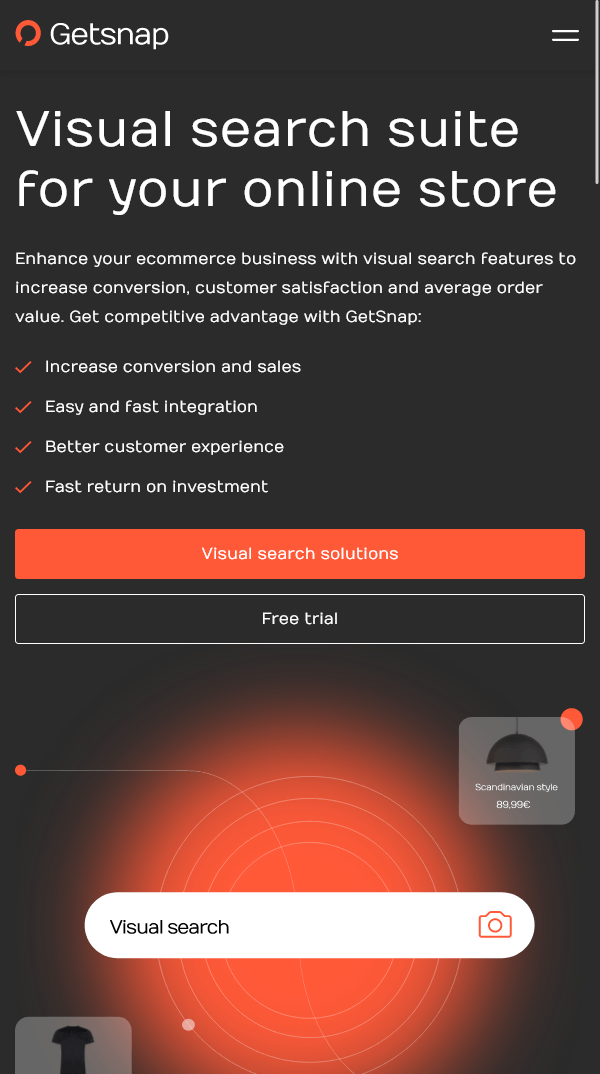 Getsnap
Visual search suite
for your online store
Enhance your ecommerce business with visual search features to
increase conversion, customer satisfaction and average order
value. Get competitive advantage with GetSnap:
Increase conversion and sales
Easy and fast integration
Better customer experience
Fast return on investment
Visual search solutions
Free trial
Scandinavian style
89,99€
Visual search